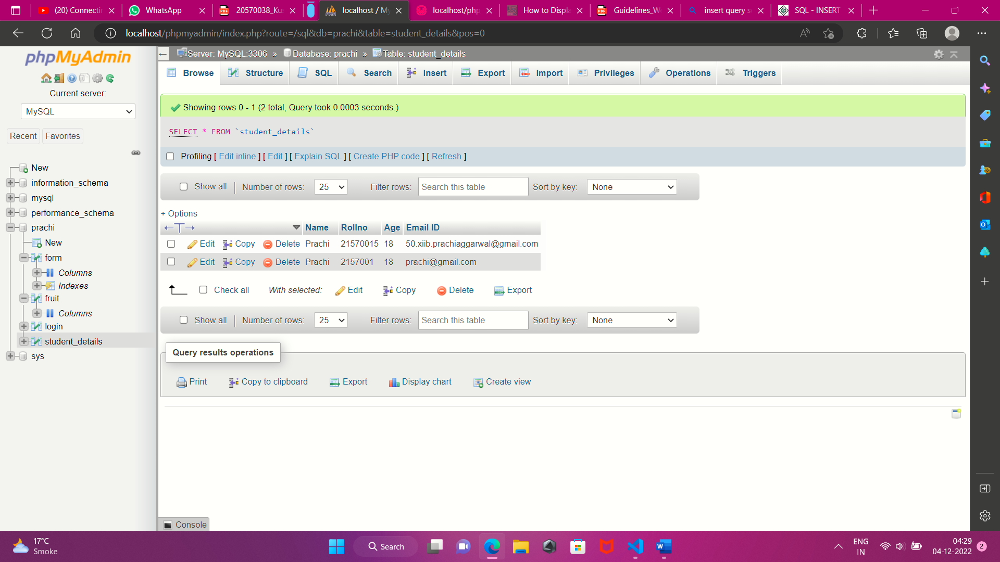 (20) Connectin
WhatsApp
20570038_Kus
localhost / My
localhost/php
How to Displa
Guidelines_We
insert query s
SQL - INSERT
localhost/phpmyadmin/index.php?route=/sql&db=prachi&table=student_details&pos=0
phpMyAdmin
Current server:
MySQL
Recent
Favorites
New
information_schema
mysql
performance_schema
prachi
New
form
Columns
Indexes
fruit
Columns
login
student_details
sys
Server: MySQL:3306 » Database: prachi » Table: student_details
Browse Structure SQL Search Insert Export Import Privileges Operations Triggers
Showing rows 0 - 1 (2 total, Query took 0.0003 seconds.)
SELECT * FROM `student_details`
Profiling [ Edit inline ] [ Edit ] [ Explain SQL ] [ Create PHP code ] [ Refresh ]
Show all Number of rows: 25 Filter rows: Search this table Sort by key: None
+ Options
Name Rollno Age Email ID
Edit Copy Delete Prachi 21570015 18 50.xiib.prachiaggarwal@gmail.com
Edit Copy Delete Prachi 2157001 18 prachi@gmail.com
Check all With selected: Edit Copy Delete Export
Show all Number of rows: 25 Filter rows: Search this table Sort by key: None
Query results operations
Print Copy to clipboard Export Display chart Create view
Console
17°C
Smoke
Search
ENG
IN
04:29
04-12-2022
2